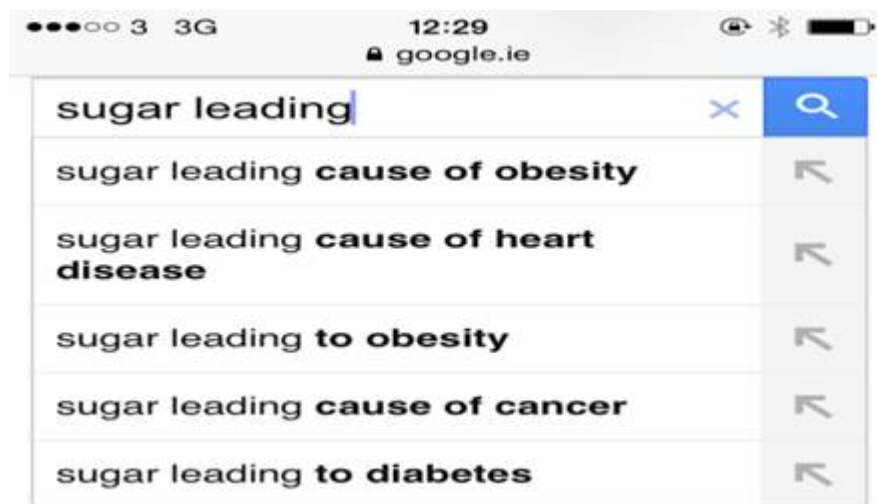 3 3G 12:29
google.ie
sugar leading
sugar leading cause of obesity
sugar leading cause of heart
disease
sugar leading to obesity
sugar leading cause of cancer
sugar leading to diabetes